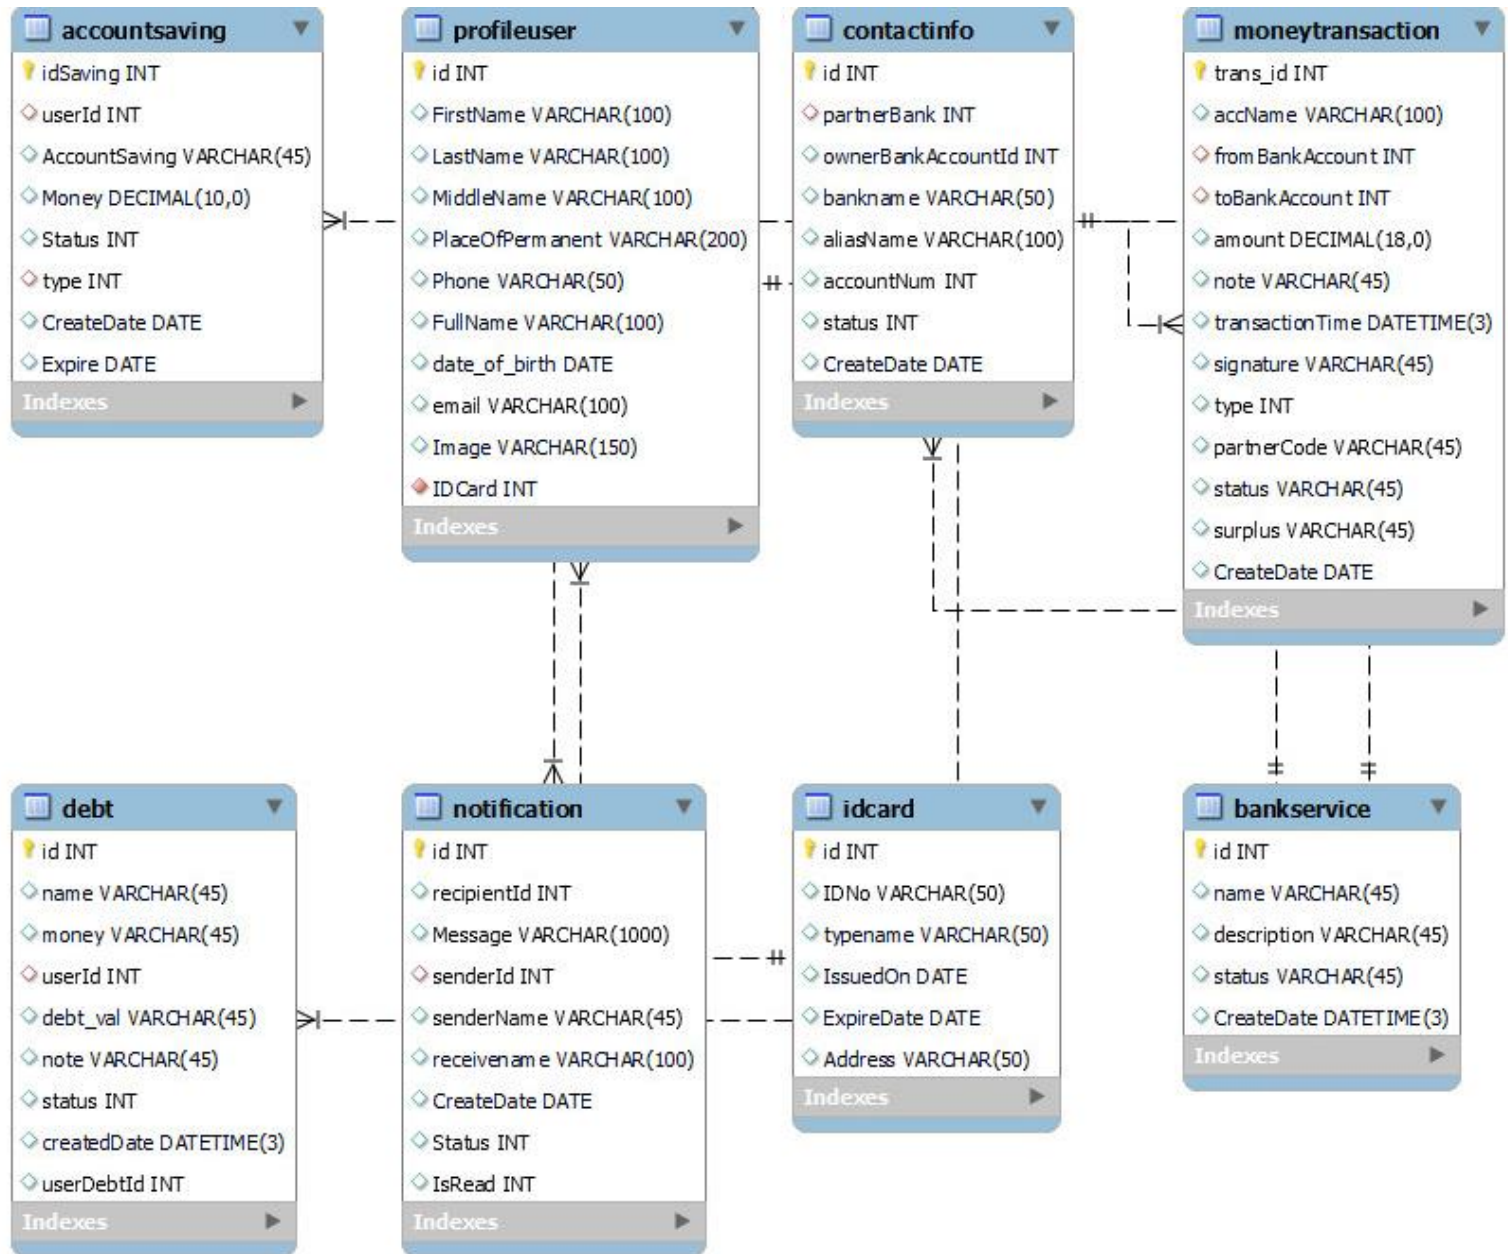 accountsaving
idSaving INT
userId INT
AccountSaving VARCHAR(45)
Money DECIMAL(10,0)
Status INT
type INT
CreateDate DATE
Expire DATE
Indexes
profileuser
id INT
FirstName VARCHAR(100)
LastName VARCHAR(100)
MiddleName VARCHAR(100)
PlaceOfPermanent VARCHAR(200)
Phone VARCHAR(50)
FullName VARCHAR(100)
date_of_birth DATE
email VARCHAR(100)
Image VARCHAR(150)
IDCard INT
Indexes
contactinfo
id INT
partnerBank INT
ownerBankAccountId INT
bankname VARCHAR(50)
aliasName VARCHAR(100)
accountNum INT
status INT
CreateDate DATE
Indexes
moneytransaction
trans_id INT
accName VARCHAR(100)
fromBankAccount INT
toBankAccount INT
amount DECIMAL(18,0)
note VARCHAR(45)
transactionTime DATETIME(3)
signature VARCHAR(45)
type INT
partnerCode VARCHAR(45)
status VARCHAR(45)
surplus VARCHAR(45)
CreateDate DATE
Indexes
debt
id INT
name VARCHAR(45)
money VARCHAR(45)
userId INT
debt_val VARCHAR(45)
note VARCHAR(45)
status INT
createdDate DATETIME(3)
userDebtId INT
Indexes
notification
id INT
recipientId INT
Message VARCHAR(1000)
senderId INT
senderName VARCHAR(45)
receivename VARCHAR(100)
CreateDate DATE
Status INT
IsRead INT
Indexes
idcard
id INT
IDNo VARCHAR(50)
typename VARCHAR(50)
IssuedOn DATE
ExpireDate DATE
Address VARCHAR(50)
Indexes
bankservice
id INT
name VARCHAR(45)
description VARCHAR(45)
status VARCHAR(45)
CreateDate DATETIME(3)
Indexes